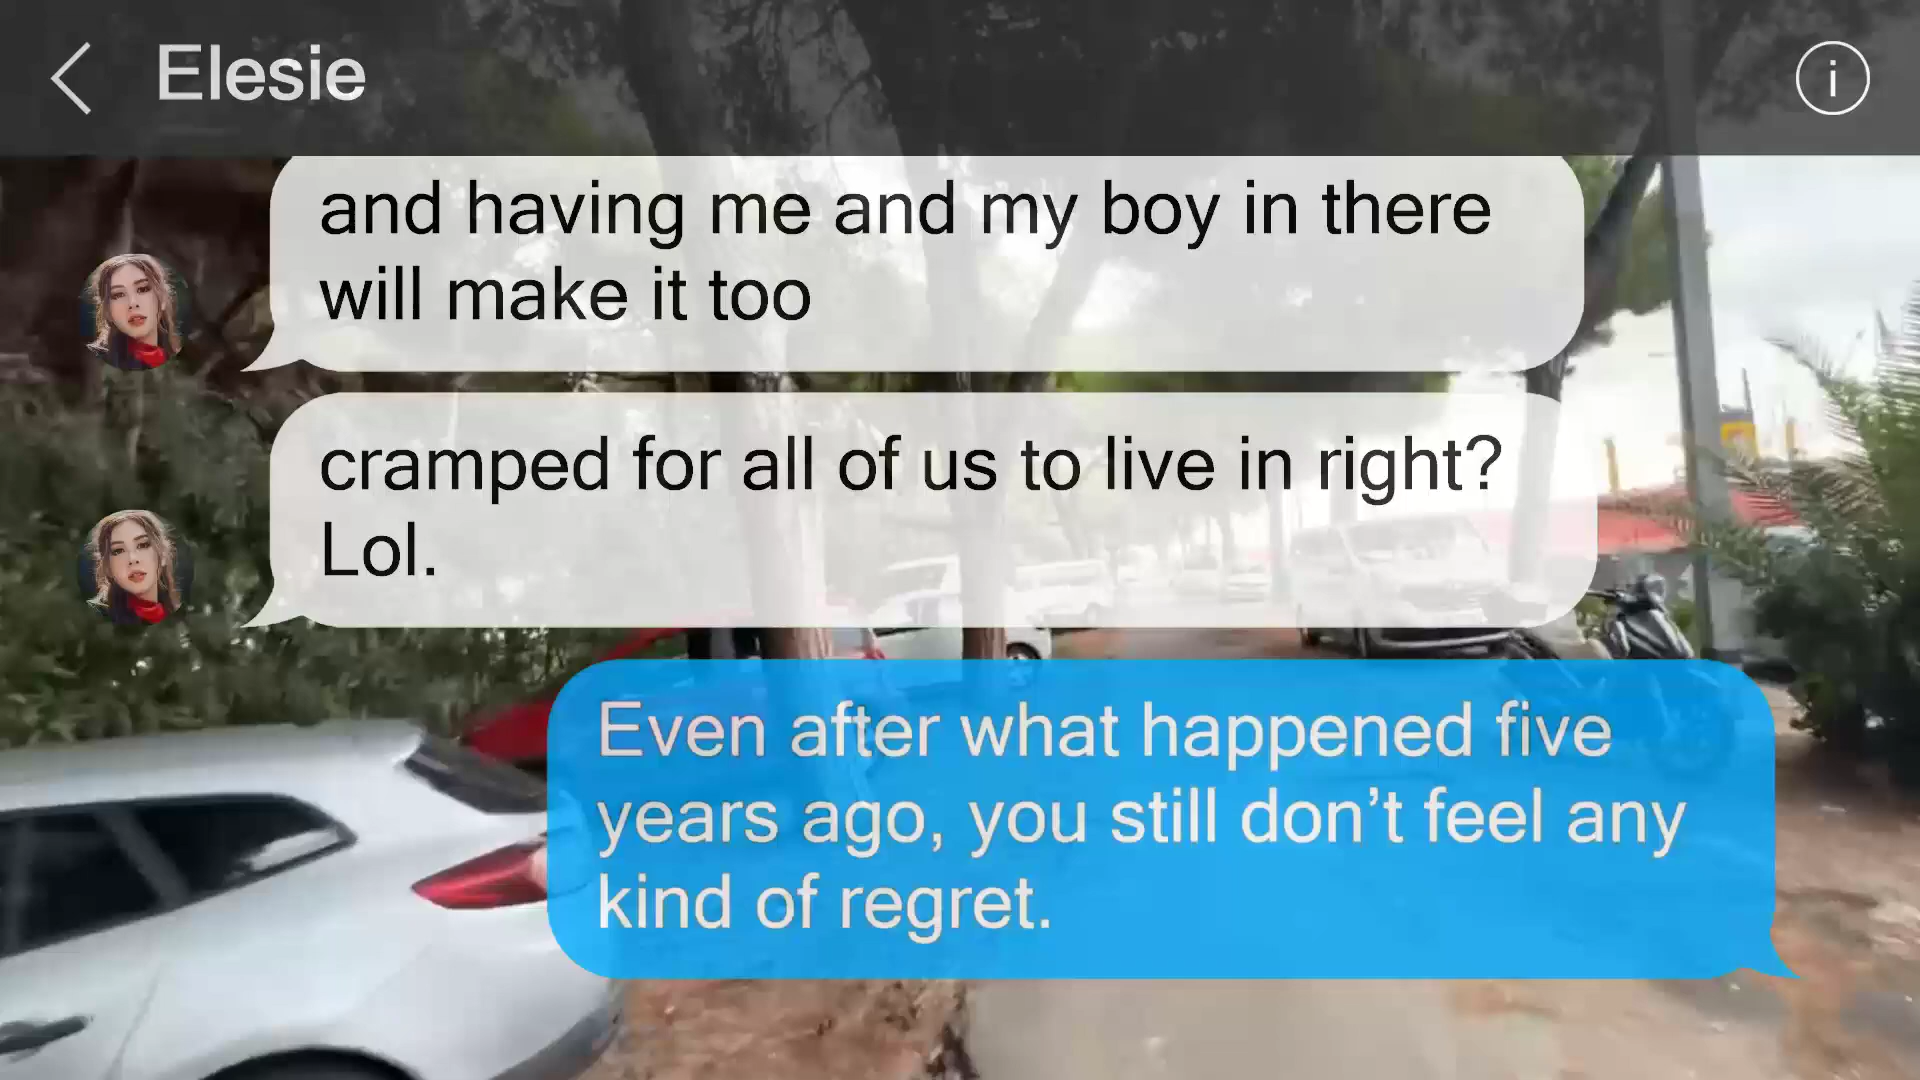 Elesie
and having me and my boy in there
will make it too
cramped for all of us to live in right?
Lol.
Even after what happened five
years ago, you still don’t feel any
kind of regret.